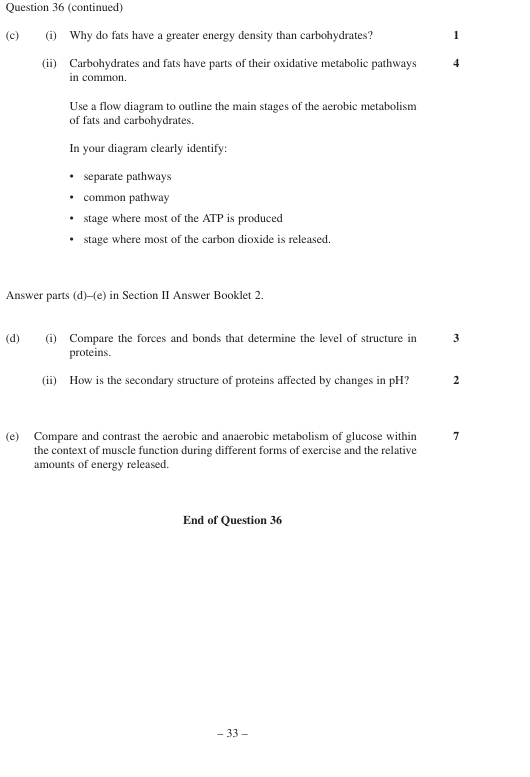 Question 36 (continued)
(c) (i) Why do fats have a greater energy density than carbohydrates? 1
(ii) Carbohydrates and fats have parts of their oxidative metabolic pathways 4
in common.
Use a flow diagram to outline the main stages of the aerobic metabolism
of fats and carbohydrates.
In your diagram clearly identify:
• separate pathways
• common pathway
• stage where most of the ATP is produced
• stage where most of the carbon dioxide is released.
Answer parts (d)–(e) in Section II Answer Booklet 2.
(d) (i) Compare the forces and bonds that determine the level of structure in 3
proteins.
(ii) How is the secondary structure of proteins affected by changes in pH? 2
(e) Compare and contrast the aerobic and anaerobic metabolism of glucose within 7
the context of muscle function during different forms of exercise and the relative
amounts of energy released.
End of Question 36
– 33 –